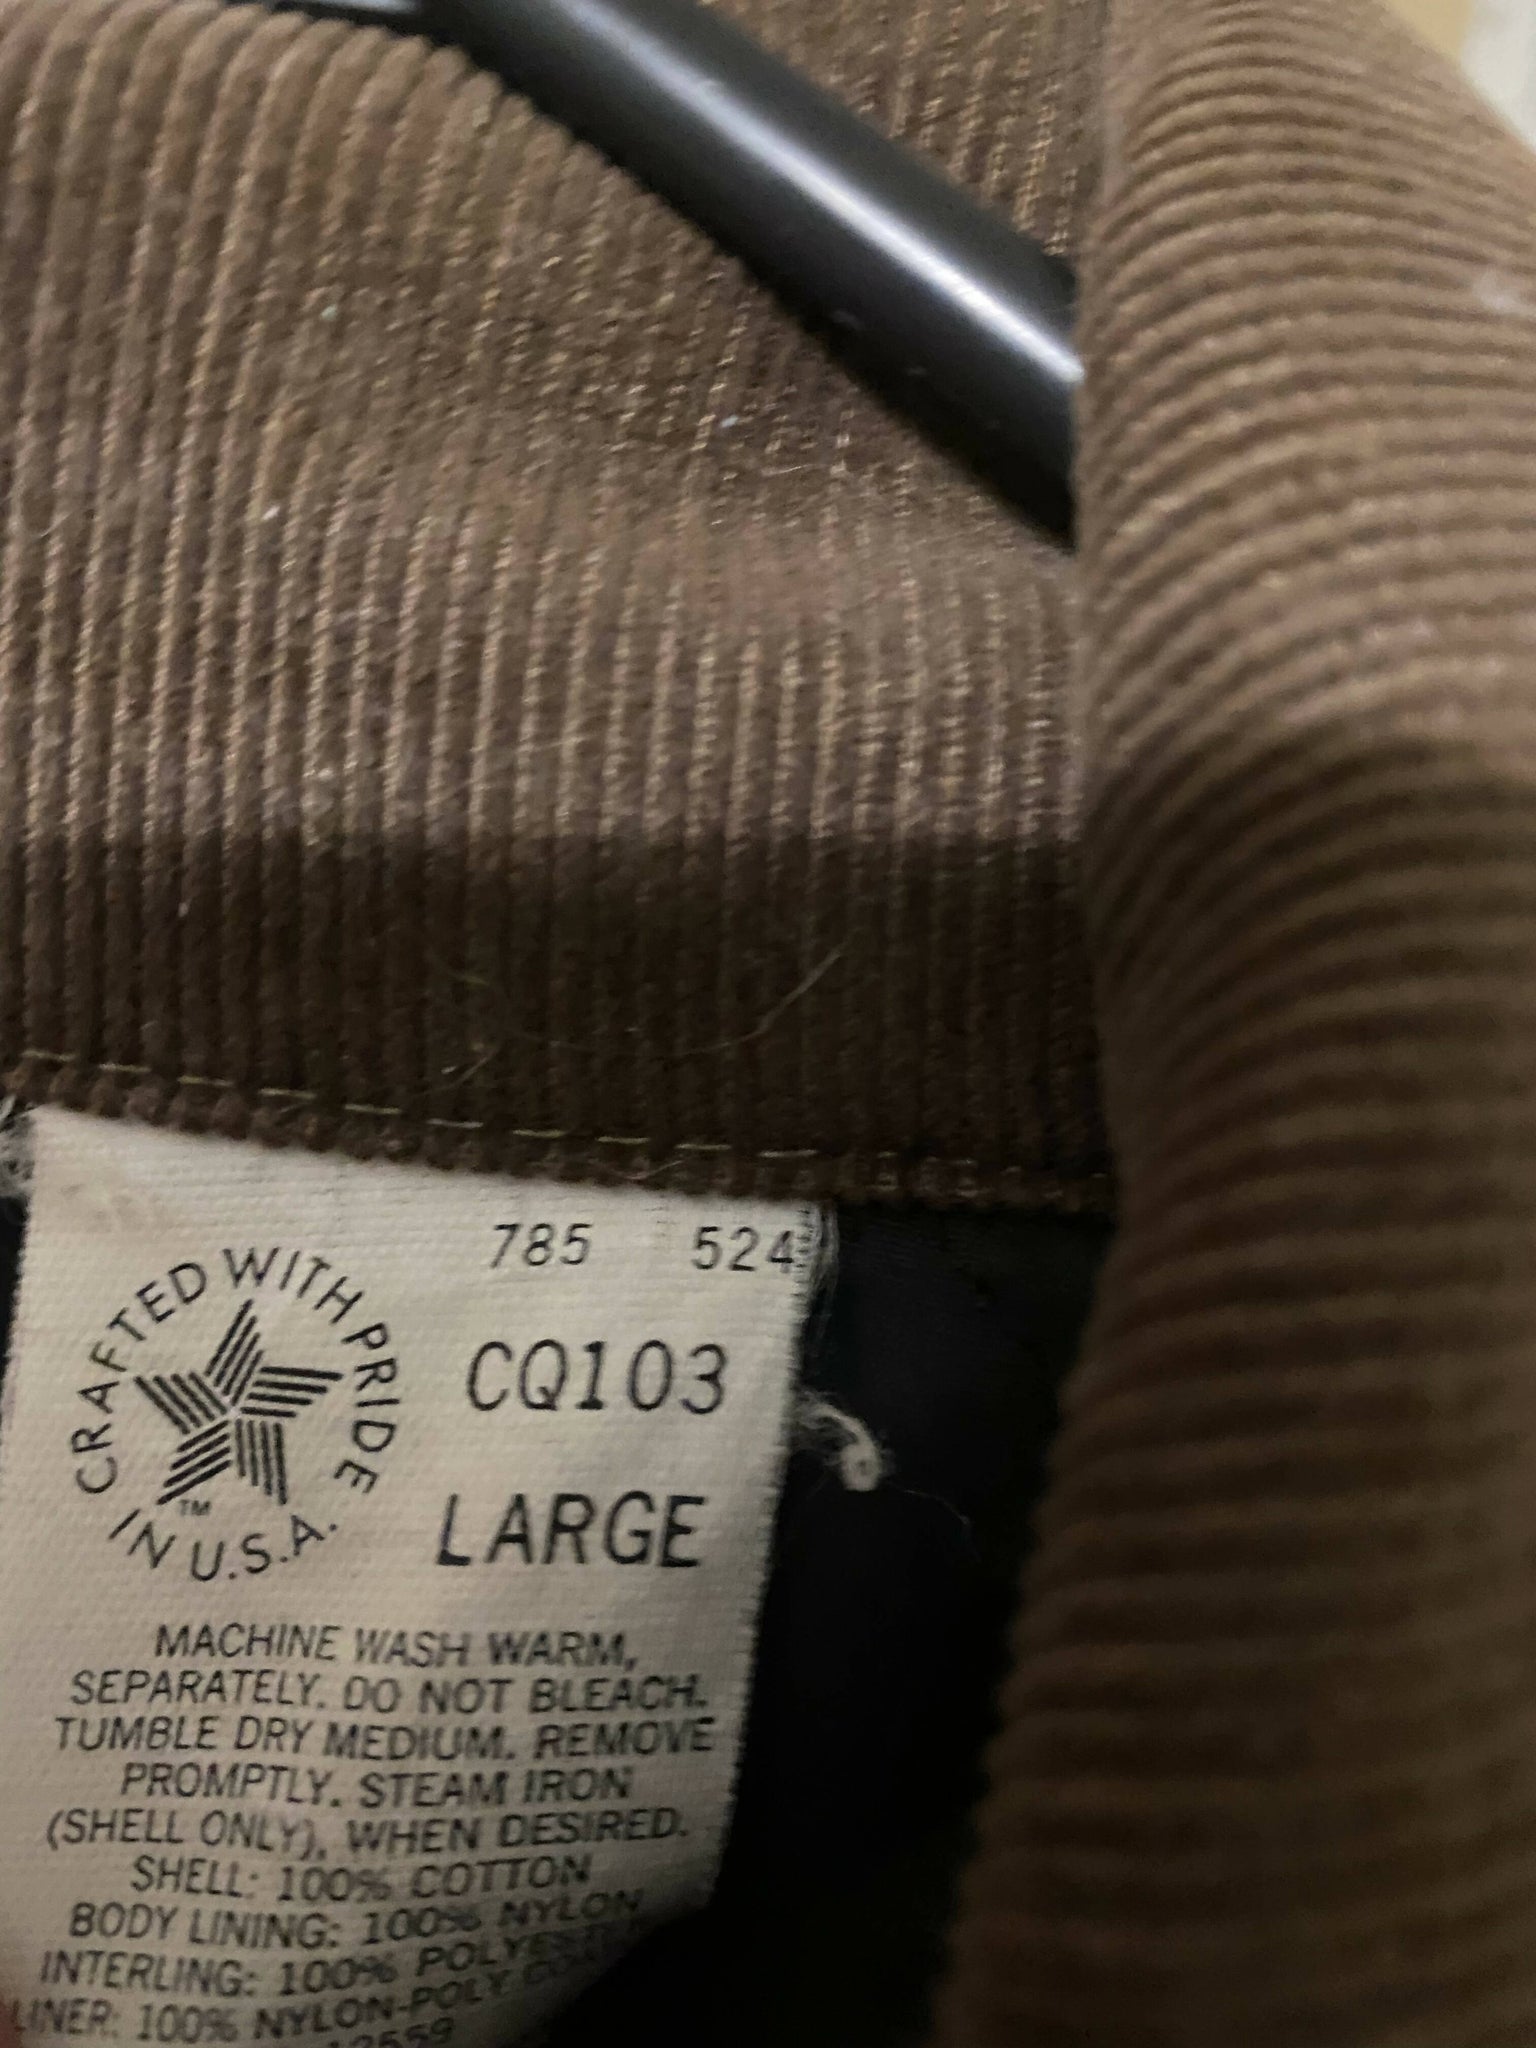 785 524
CRAFTED WITH PRIDE
IN U.S.A.
TM
CQ103
LARGE
MACHINE WASH WARM,
SEPARATELY. DO NOT BLEACH.
TUMBLE DRY MEDIUM. REMOVE
PROMPTLY. STEAM IRON
(SHELL ONLY), WHEN DESIRED.
SHELL: 100% COTTON
BODY LINING: 100% NYLON
INTERLING: 100%
LINER: 100% NYLON-POLY